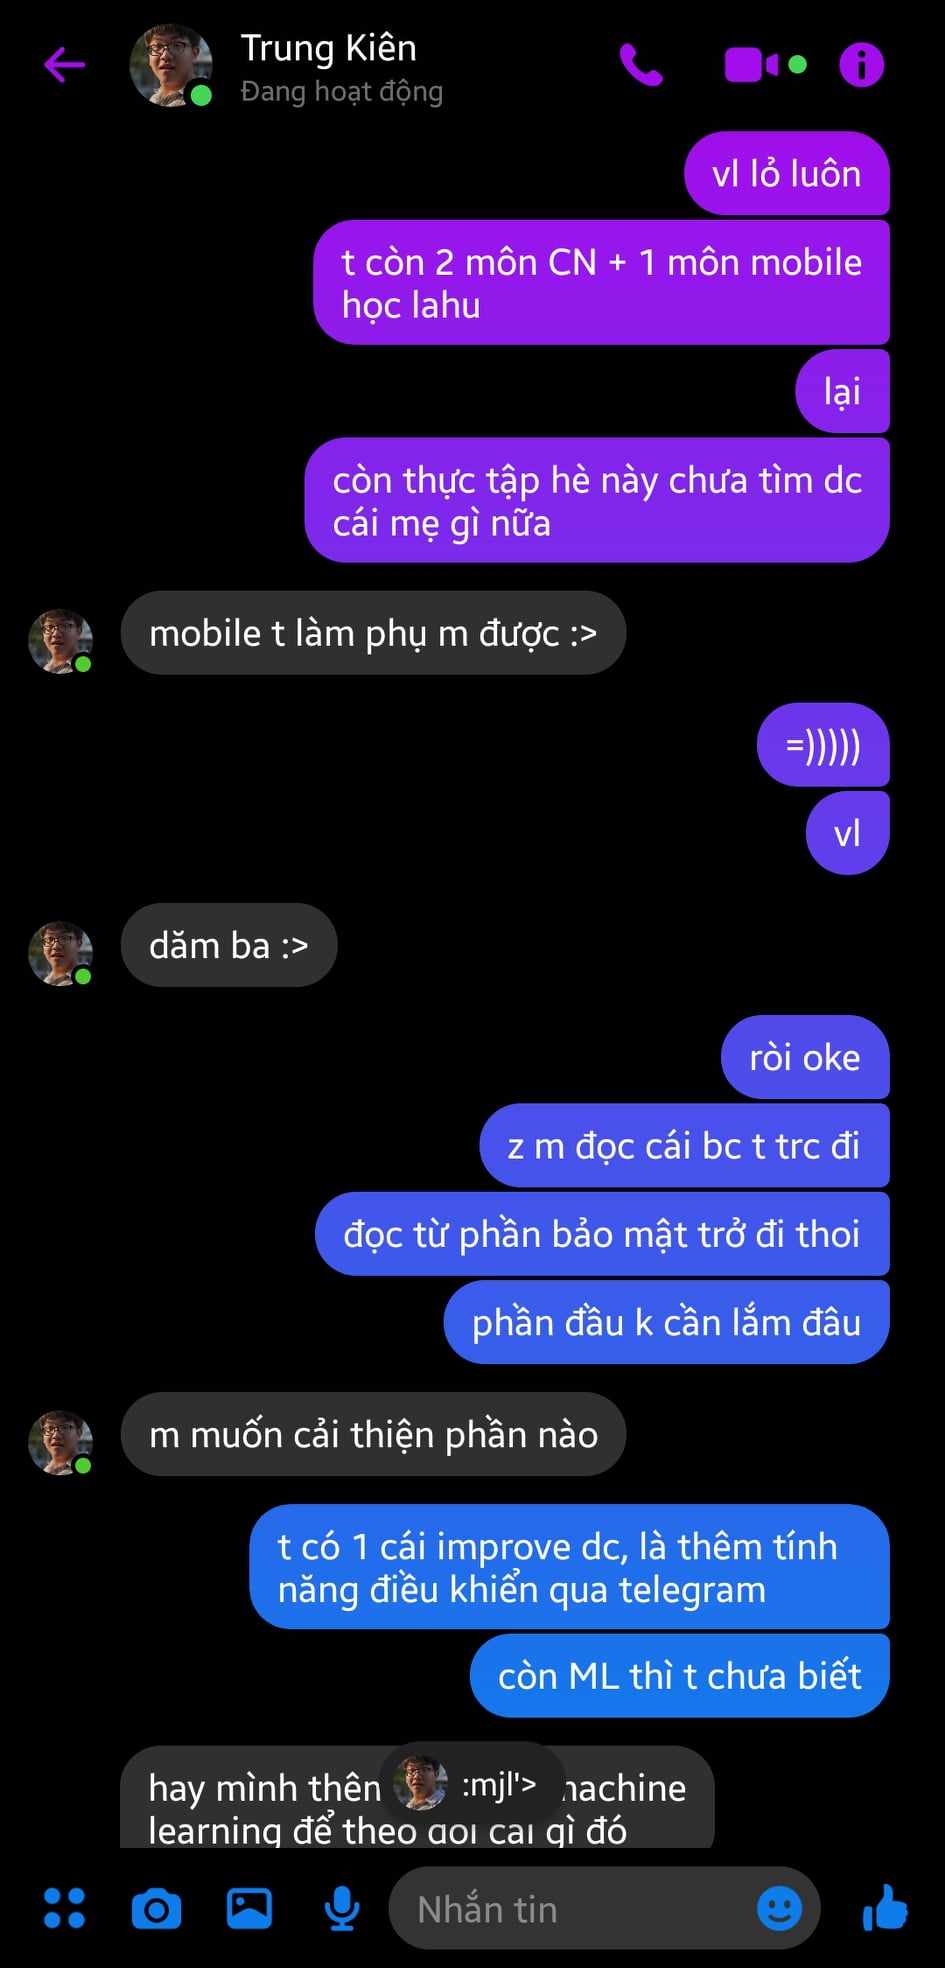 Trung Kiên
Đang hoạt động
vl lỏ luôn
t còn 2 môn CN + 1 môn mobile
học lahu
lại
còn thực tập hè này chưa tìm dc
cái mẹ gì nữa
mobile t làm phụ m được :>
=)))))
vl
dăm ba :>
ròi oke
z m đọc cái bc t trc đi
đọc từ phần bảo mật trở đi thoi
phần đầu k cần lắm đâu
m muốn cải thiện phần nào
t có 1 cái improve dc, là thêm tính
năng điều khiển qua telegram
còn ML thì t chưa biết
hay mình thêm machine
:mjl'>
learning để theo dõi cái gì đó
Nhắn tin